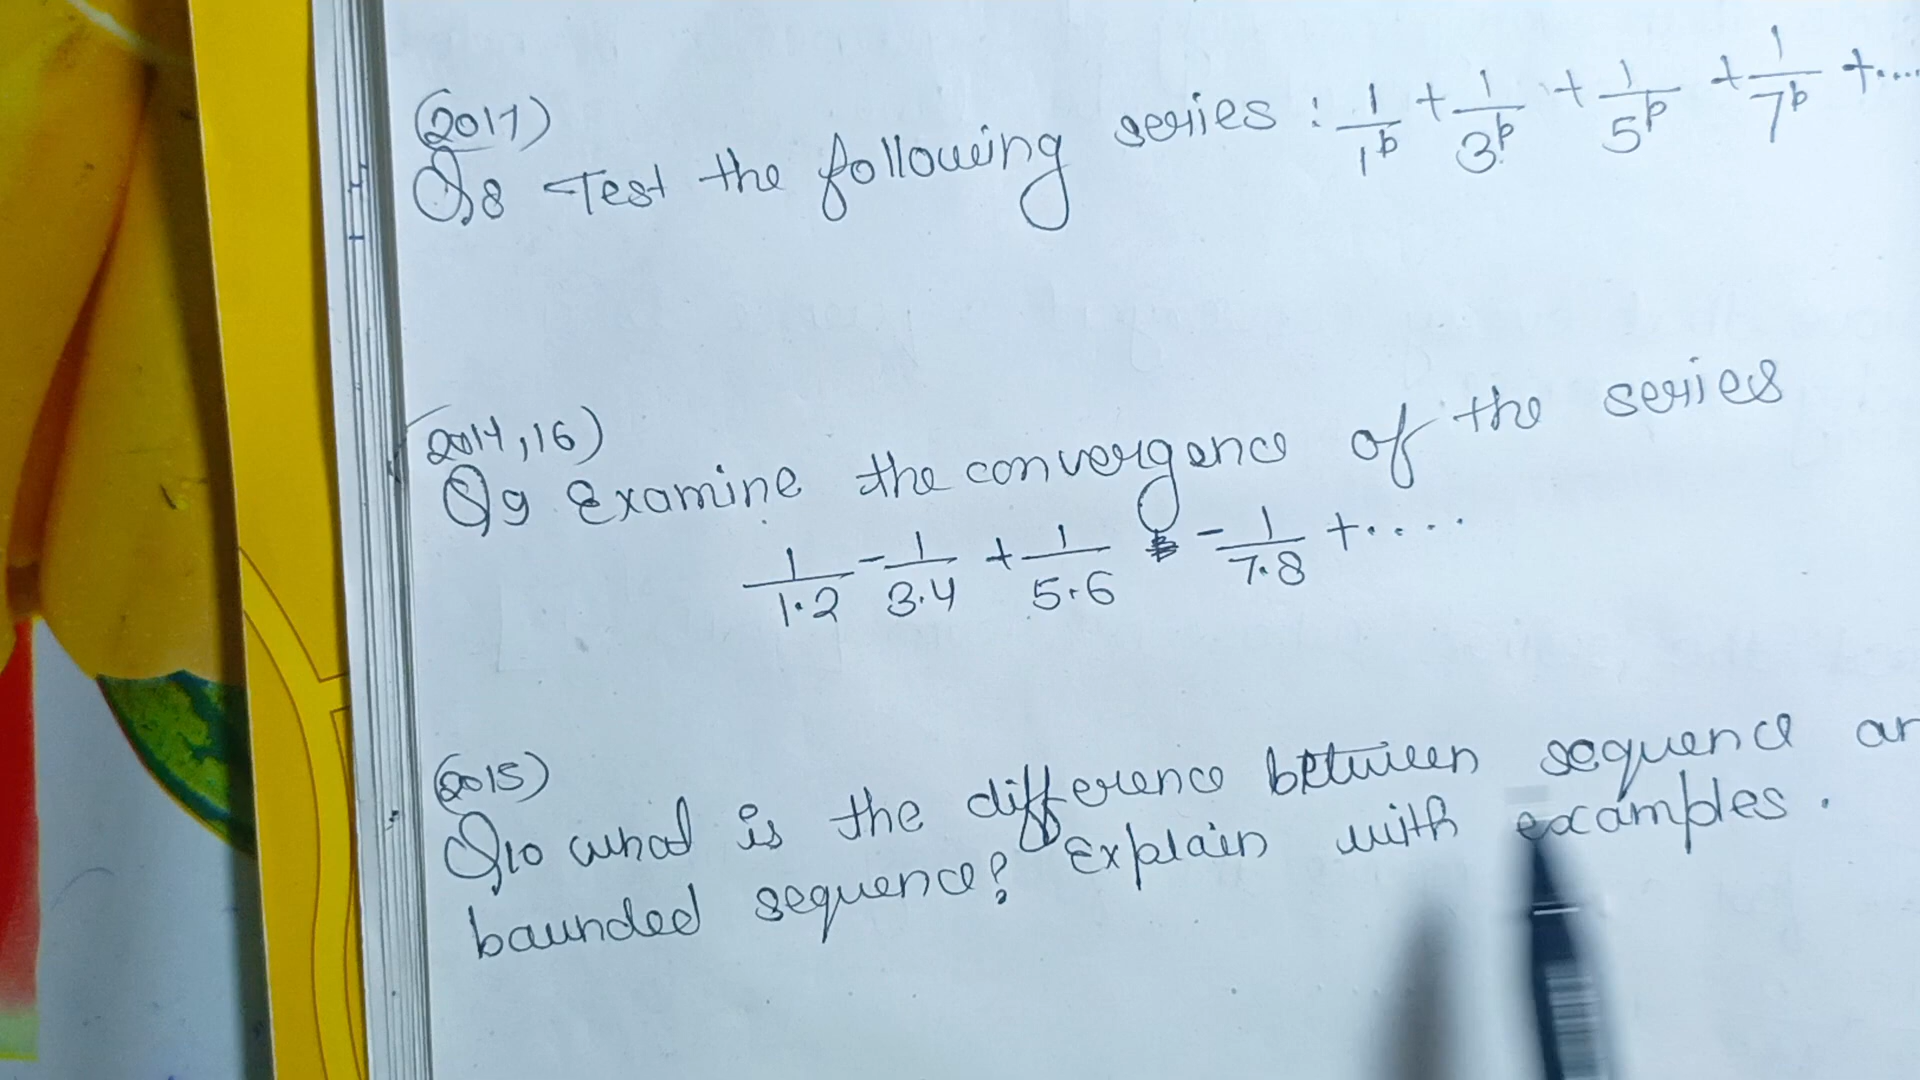 (2017)
Q8 Test the following series : 1/1^p + 1/3^p + 1/5^p + 1/7^p + ....
2014,16)
Q9 Examine the convergence of the series
1/1.2 - 1/3.4 + 1/5.6 - 1/7.8 + ....
(2015)
Q10 what is the difference between sequence
baunded sequence? Explain with examples.